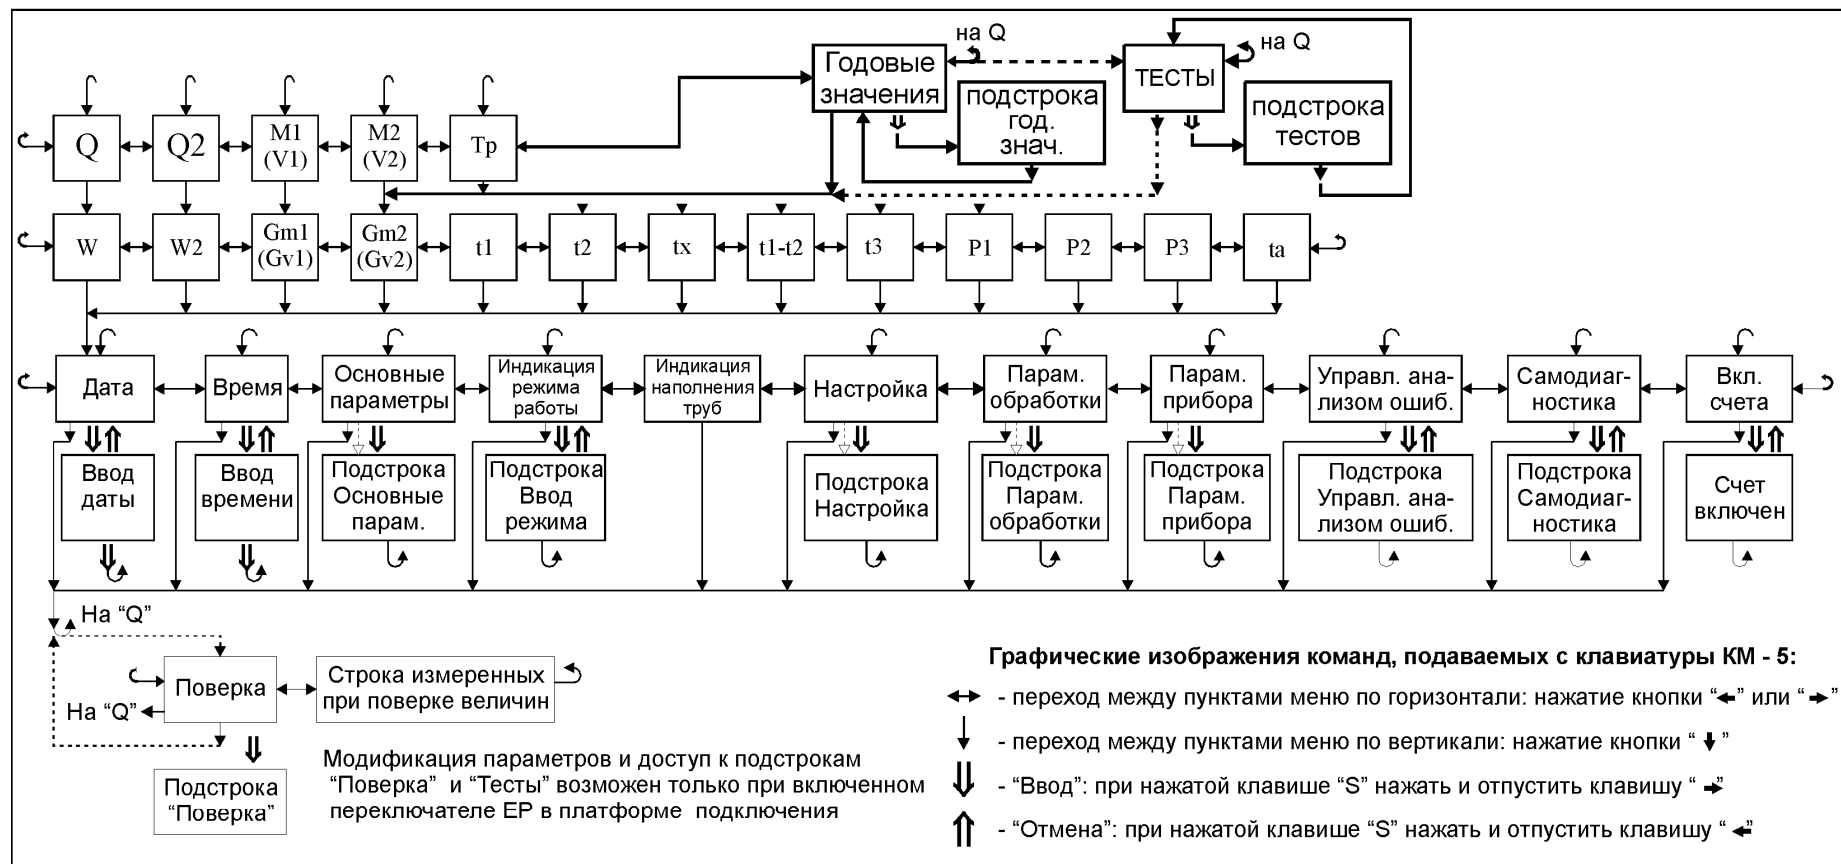 на Q
на Q
Годовые
значения
ТЕСТЫ
подстрока
год.
знач.
подстрока
тестов
Q
Q2
M1
(V1)
M2
(V2)
Tp
W
W2
Gm1
(Gv1)
Gm2
(Gv2)
t1
t2
tx
t1-t2
t3
P1
P2
P3
ta
Дата
Время
Основные
параметры
Индикация
режима
работы
Индикация
наполнения
труб
Настройка
Парам.
обработки
Парам.
прибора
Управл. ана-
лизом ошиб.
Самодиаг-
ностика
Вкл.
счета
Ввод
даты
Ввод
времени
Подстрока
Основные
парам.
Подстрока
Ввод
режима
Подстрока
Настройка
Подстрока
Парам.
обработки
Подстрока
Парам.
прибора
Подстрока
Управл. ана-
лизом ошиб.
Подстрока
Самодиаг-
ностика
Счет
включен
На “Q”
Поверка
Строка измеренных
при поверке величин
На “Q”
Подстрока
“Поверка”
Модификация параметров и доступ к подстрокам
“Поверка” и “Тесты” возможен только при включенном
переключателе ЕР в платформе подключения
Графические изображения команд, подаваемых с клавиатуры КМ - 5:
- переход между пунктами меню по горизонтали: нажатие кнопки “←” или “→”
- переход между пунктами меню по вертикали: нажатие кнопки “↓”
- “Ввод”: при нажатой клавише “S” нажать и отпустить клавишу “→”
- “Отмена”: при нажатой клавише “S” нажать и отпустить клавишу “←”